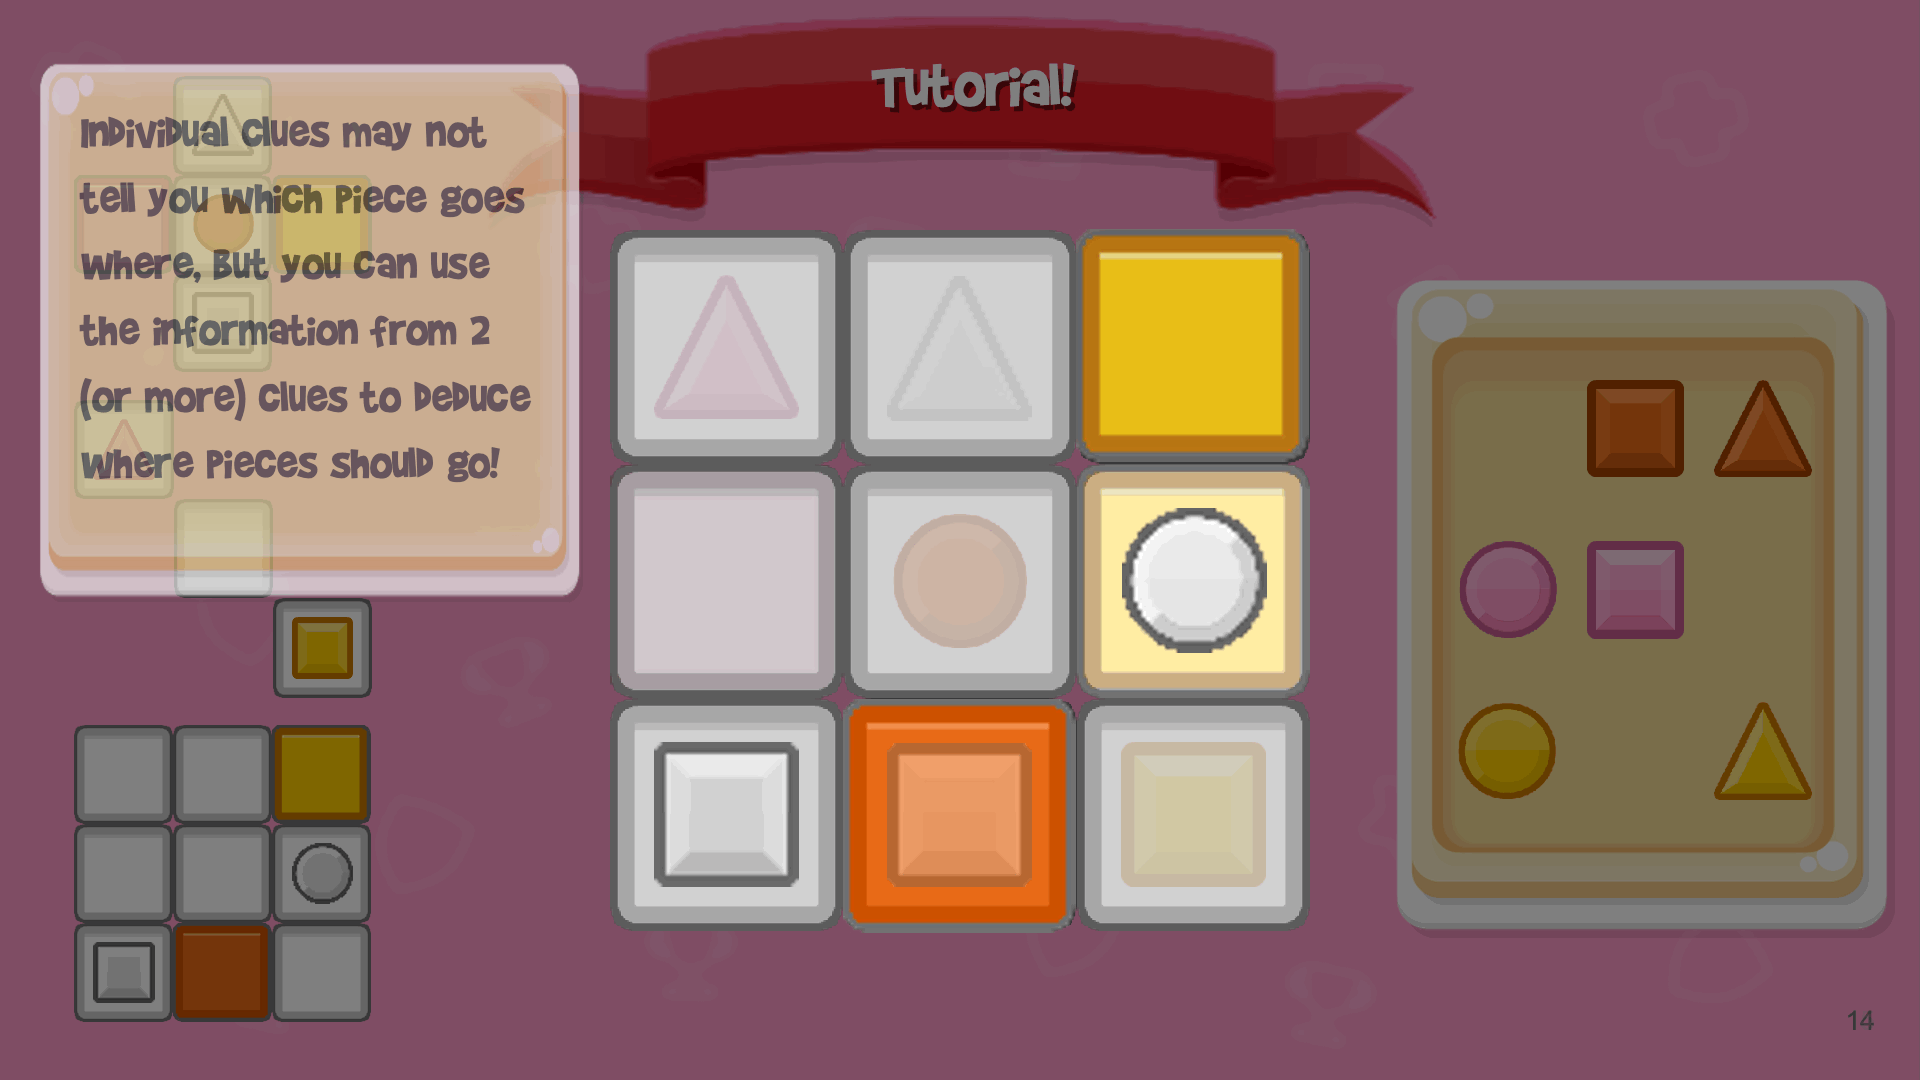 Tutorial!
Individual clues may not
tell you which piece goes
where, but you can use
the information from 2
(or more) clues to deduce
where pieces should go!
14